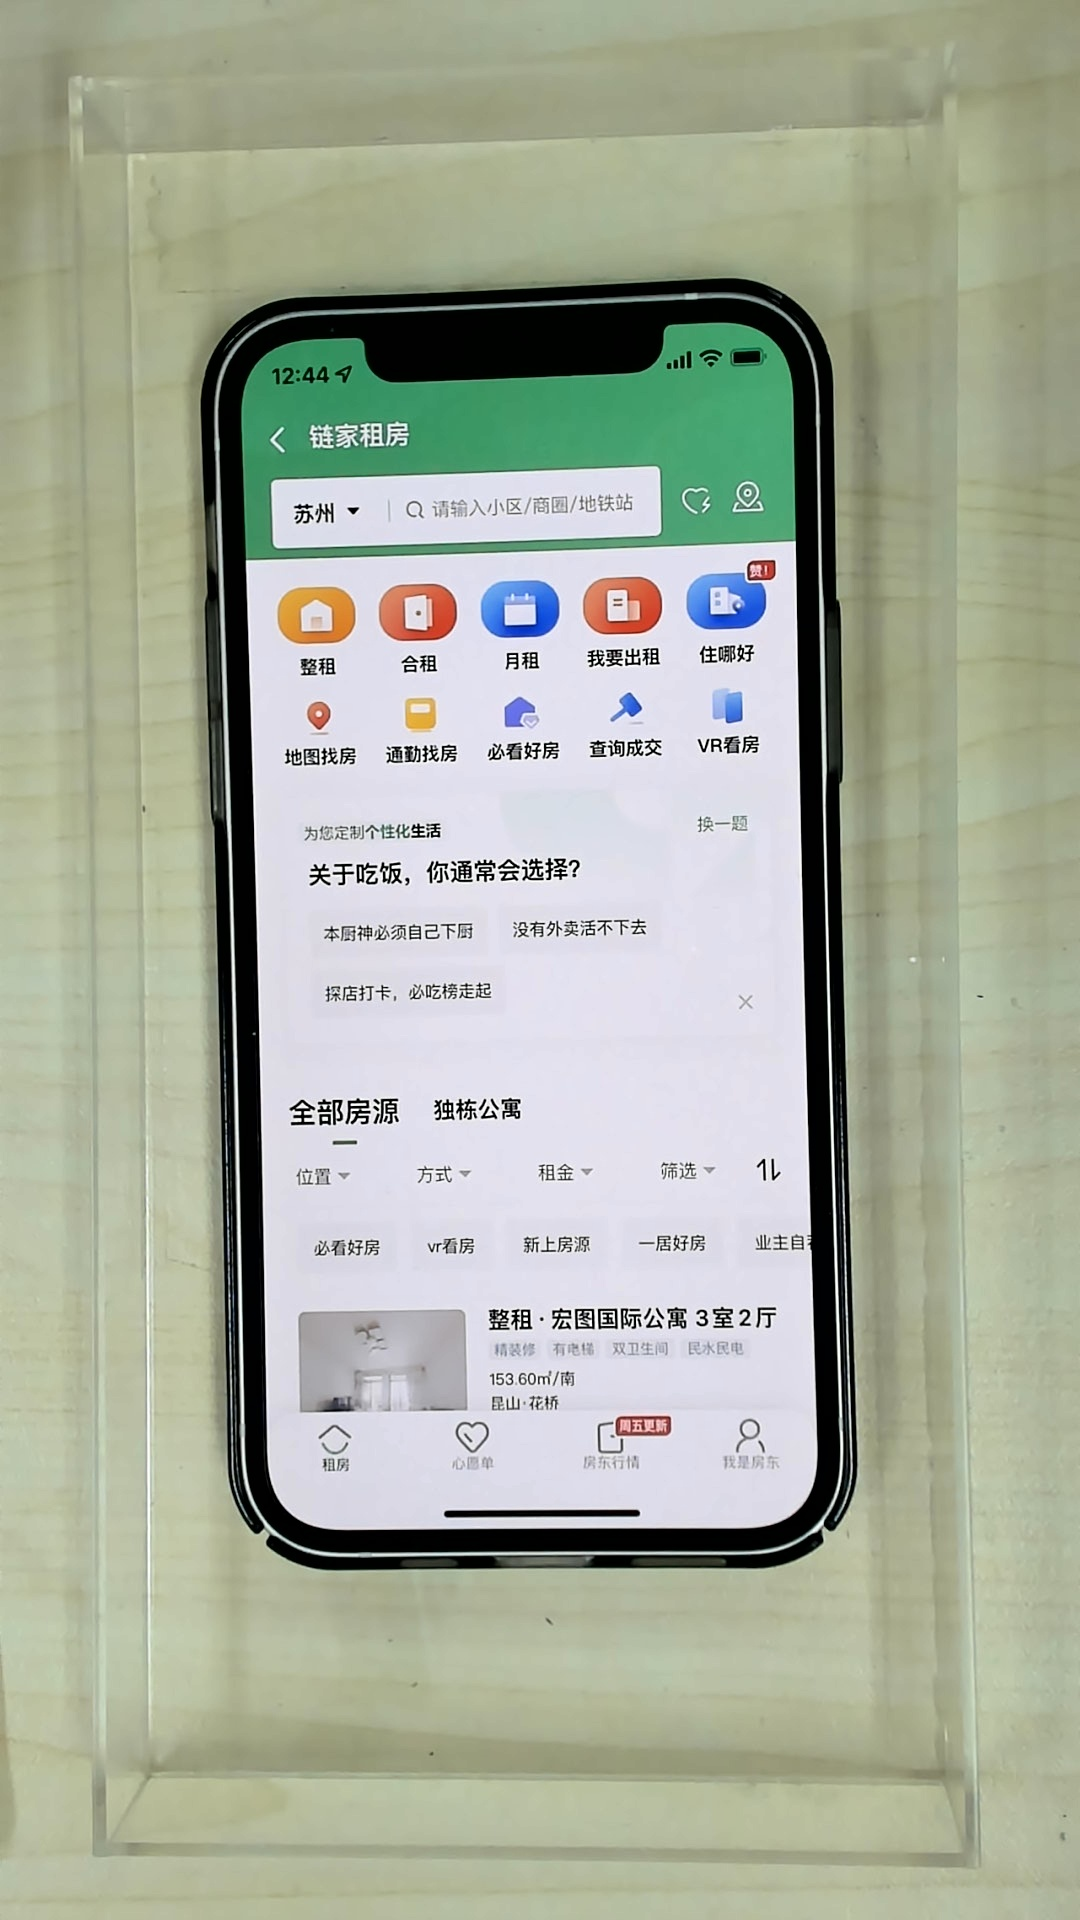 12:44
链家租房
苏州 请输入小区/商圈/地铁站
赞!
整租 合租 月租 我要出租 住哪好
地图找房 通勤找房 必看好房 查询成交 VR看房
为您定制个性化生活 换一题
关于吃饭，你通常会选择?
本厨神必须自己下厨 没有外卖活不下去
探店打卡，必吃榜走起
全部房源 独栋公寓
位置 方式 租金 筛选
必看好房 vr看房 新上房源 一居好房 业主自
整租·宏图国际公寓 3室2厅
精装修 有电梯 双卫生间 民水民电
153.60㎡/南
昆山·花桥
周五更新
租房 心愿单 房东行情 我是房东